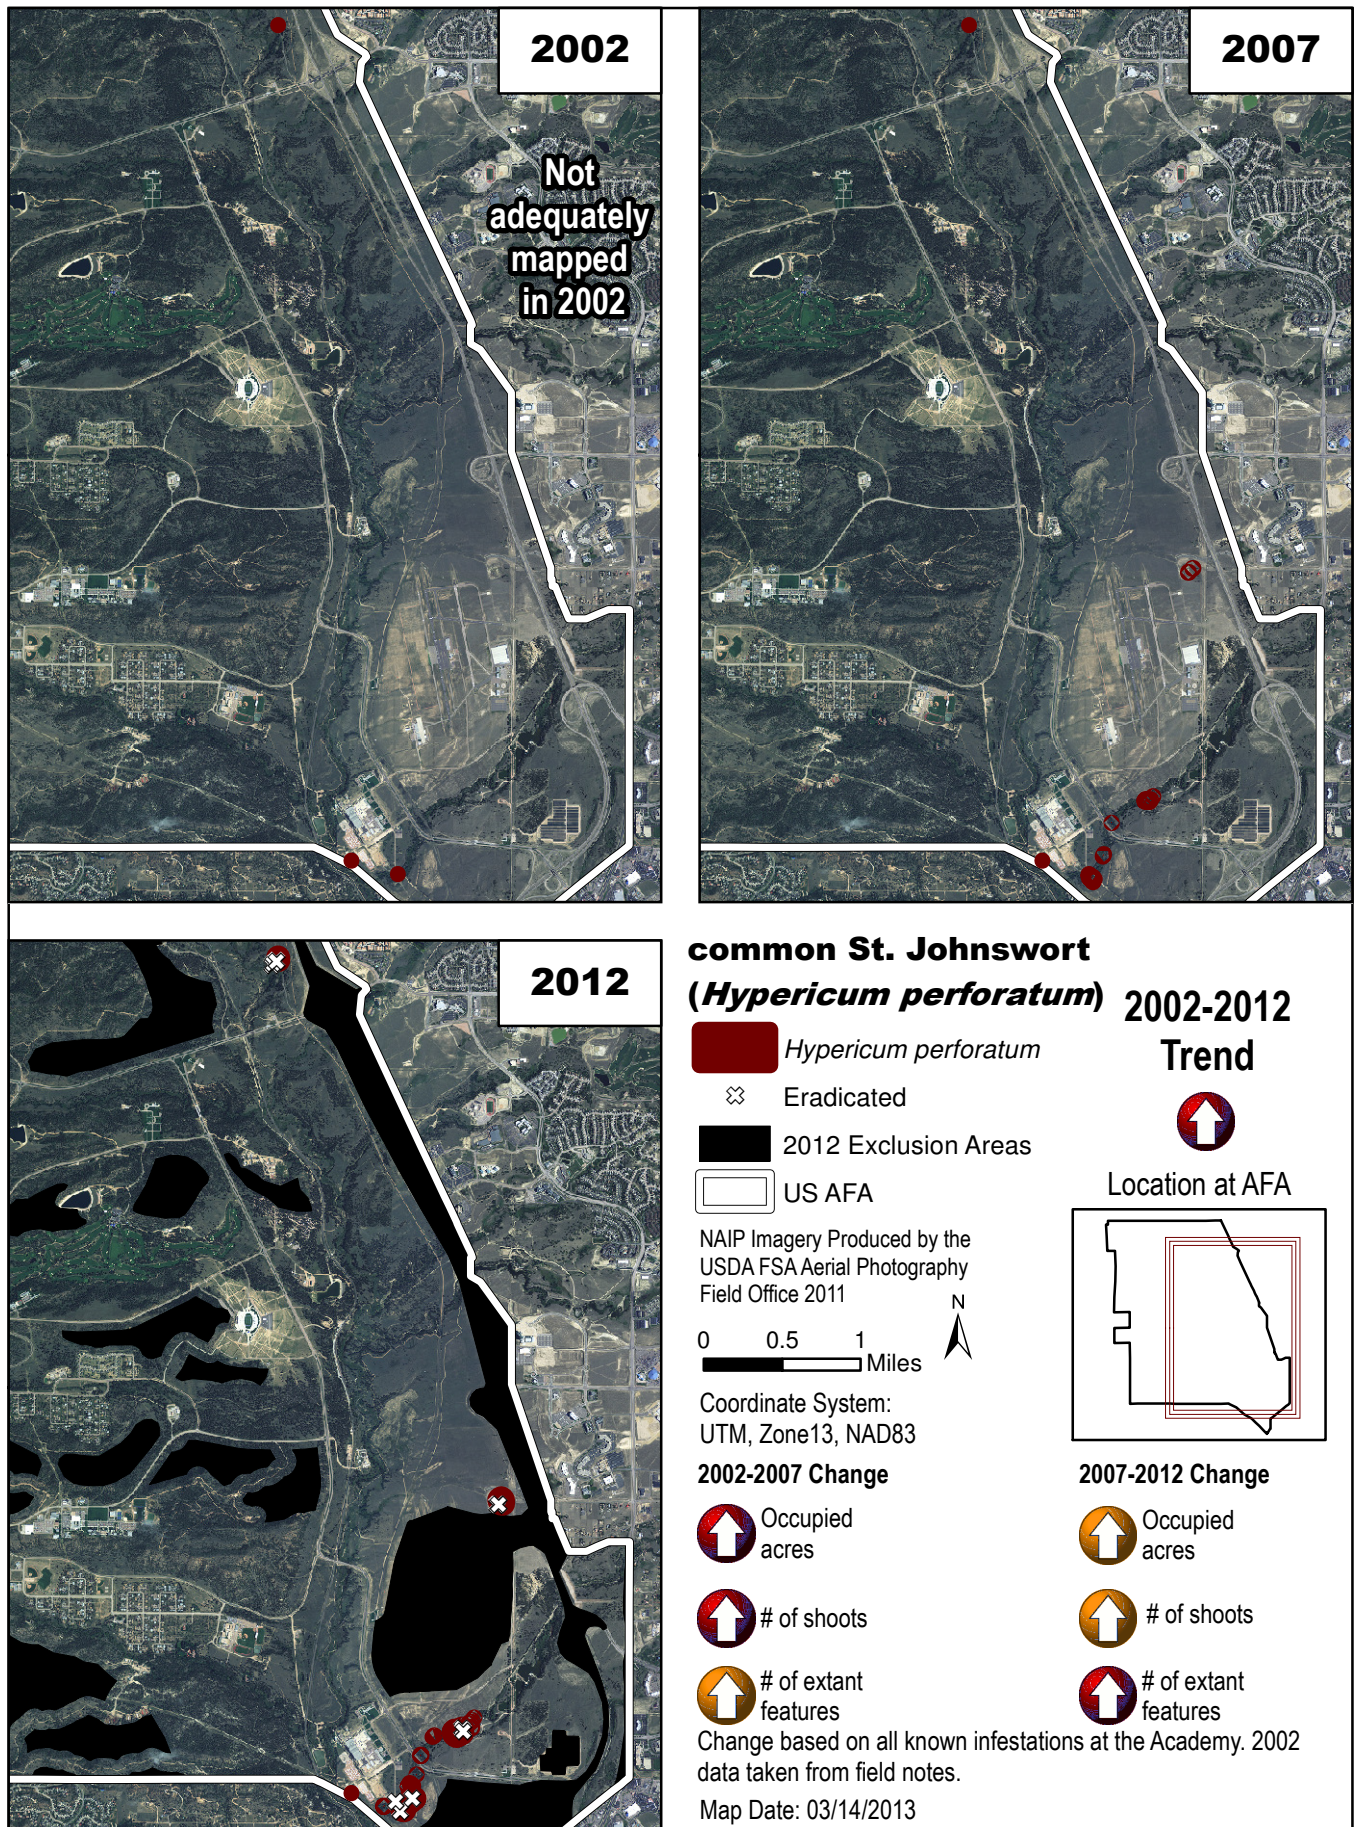 2002
Not
adequately
mapped
in 2002
2007
2012
common St. Johnswort
(Hypericum perforatum)
Hypericum perforatum
Eradicated
2012 Exclusion Areas
US AFA
NAIP Imagery Produced by the
USDA FSA Aerial Photography
Field Office 2011
N
0 0.5 1
Miles
Coordinate System:
UTM, Zone13, NAD83
2002-2012
Trend
Location at AFA
2002-2007 Change
Occupied
acres
# of shoots
# of extant
features
2007-2012 Change
Occupied
acres
# of shoots
# of extant
features
Change based on all known infestations at the Academy. 2002
data taken from field notes.
Map Date: 03/14/2013